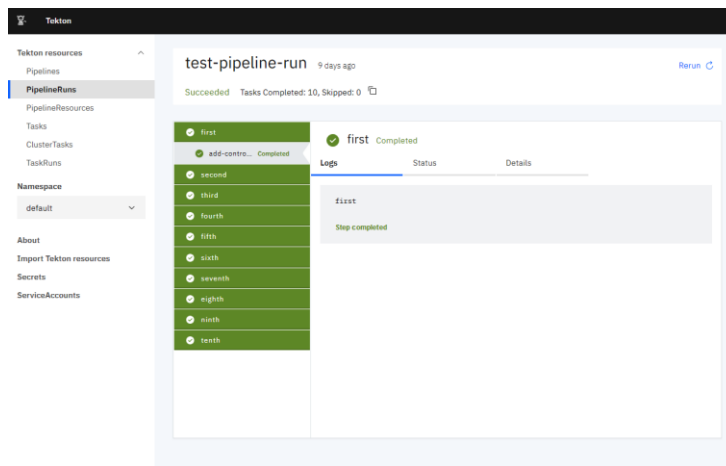 Tekton
Tekton resources
Pipelines
PipelineRuns
PipelineResources
Tasks
ClusterTasks
TaskRuns
Namespace
default
About
Import Tekton resources
Secrets
ServiceAccounts
test-pipeline-run 9 days ago
Rerun
Succeeded Tasks Completed: 10, Skipped: 0
first
add-contro... Completed
second
third
fourth
fifth
sixth
seventh
eighth
ninth
tenth
first Completed
Logs Status Details
first
Step completed